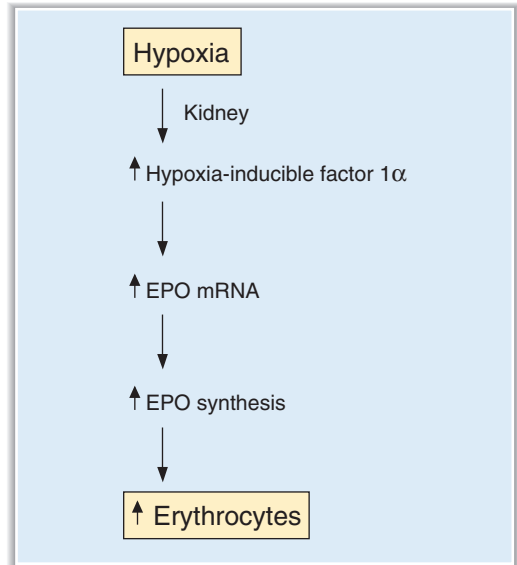 Hypoxia
Kidney
↑ Hypoxia-inducible factor 1α
↑ EPO mRNA
↑ EPO synthesis
↑ Erythrocytes